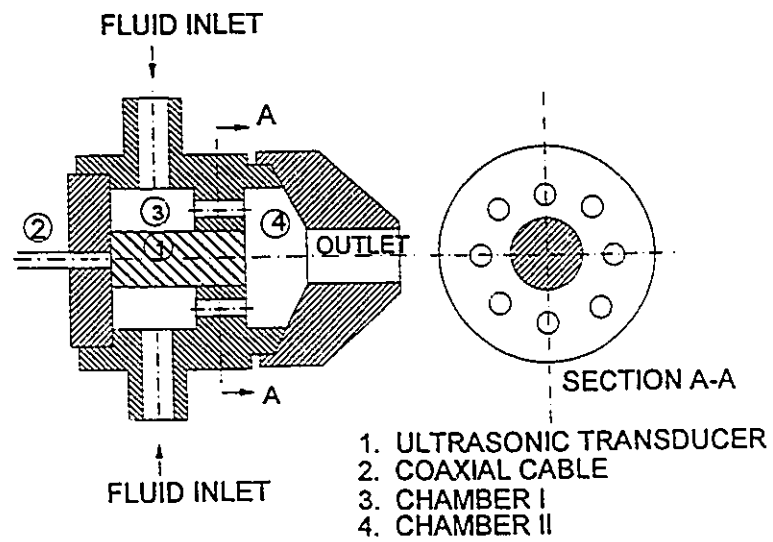 FLUID INLET
A
3
2
4
1
OUTLET
A
SECTION A-A
FLUID INLET
1. ULTRASONIC TRANSDUCER
2. COAXIAL CABLE
3. CHAMBER I
4. CHAMBER II